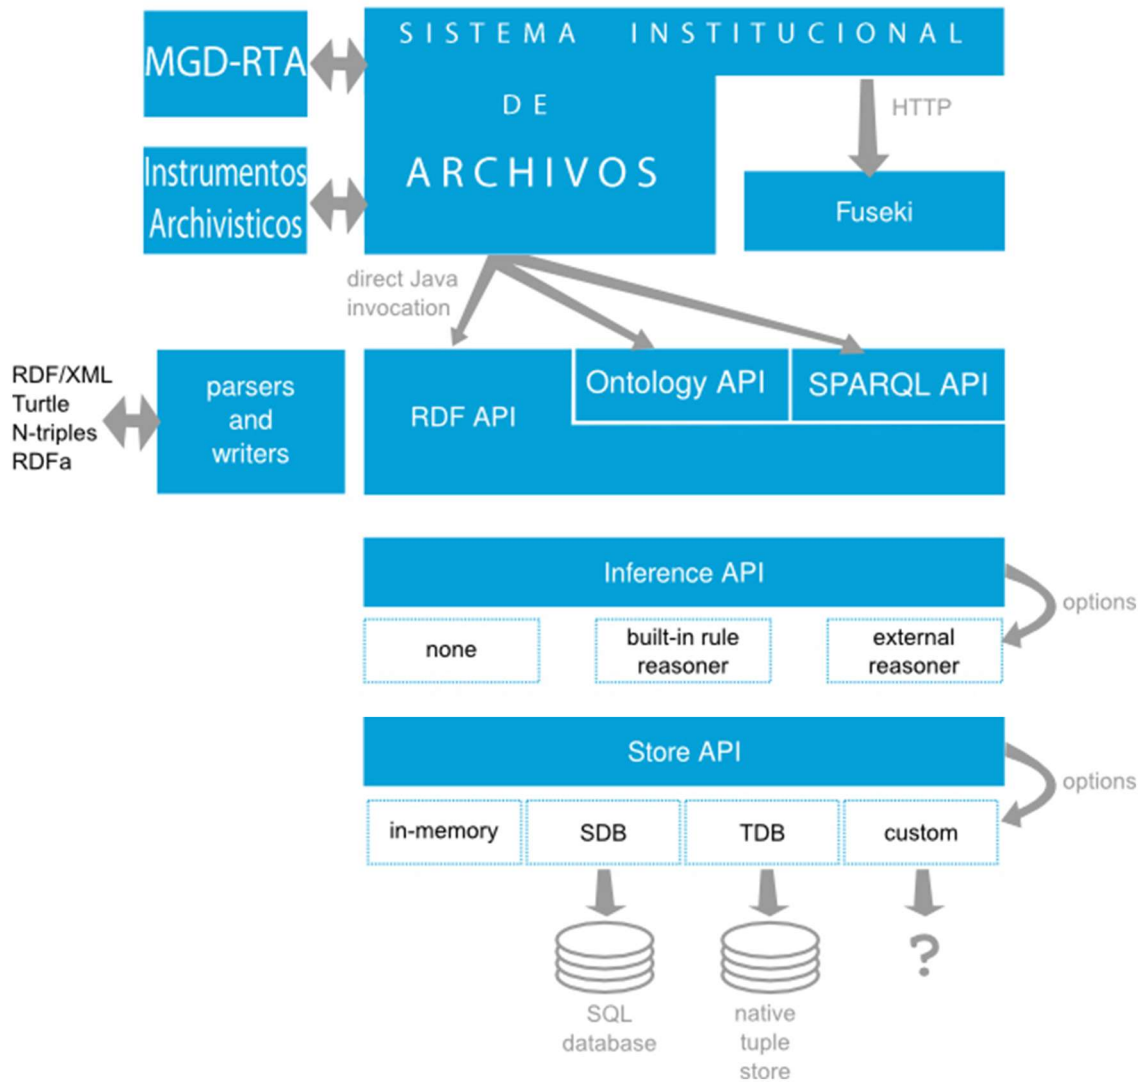 SISTEMA INSTITUCIONAL
DE
ARCHIVOS
MGD-RTA
Instrumentos
Archivisticos
HTTP
Fuseki
direct Java
invocation
RDF/XML
Turtle
N-triples
RDFa
parsers
and
writers
RDF API
Ontology API
SPARQL API
Inference API
options
none
built-in rule
reasoner
external
reasoner
Store API
options
in-memory
SDB
TDB
custom
?
SQL
database
native
tuple
store